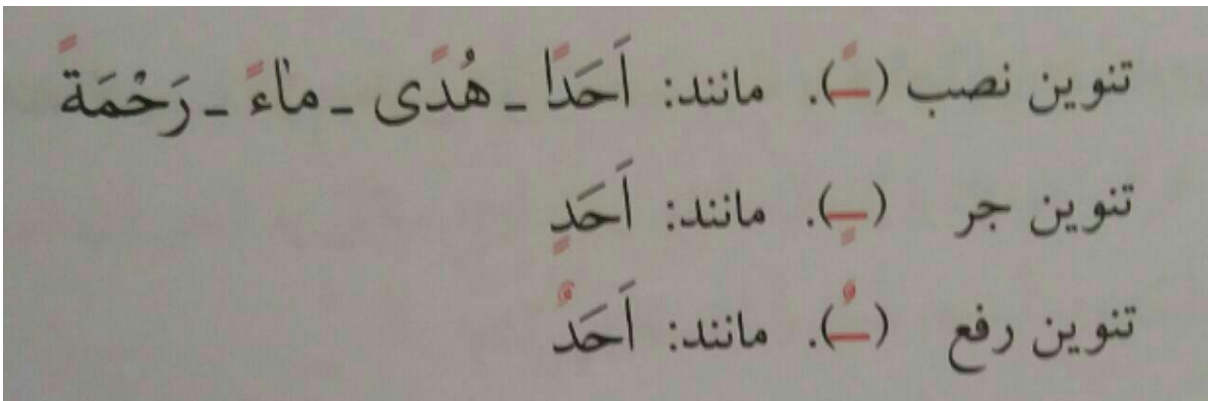 تنوین نصب (ـًـ). مانند: اَحَدًا ـ هُدًی ـ ماءً ـ رَحْمَةً
تنوین جر (ـٍـ). مانند: اَحَدٍ
تنوین رفع (ـٌـ). مانند: اَحَدٌ